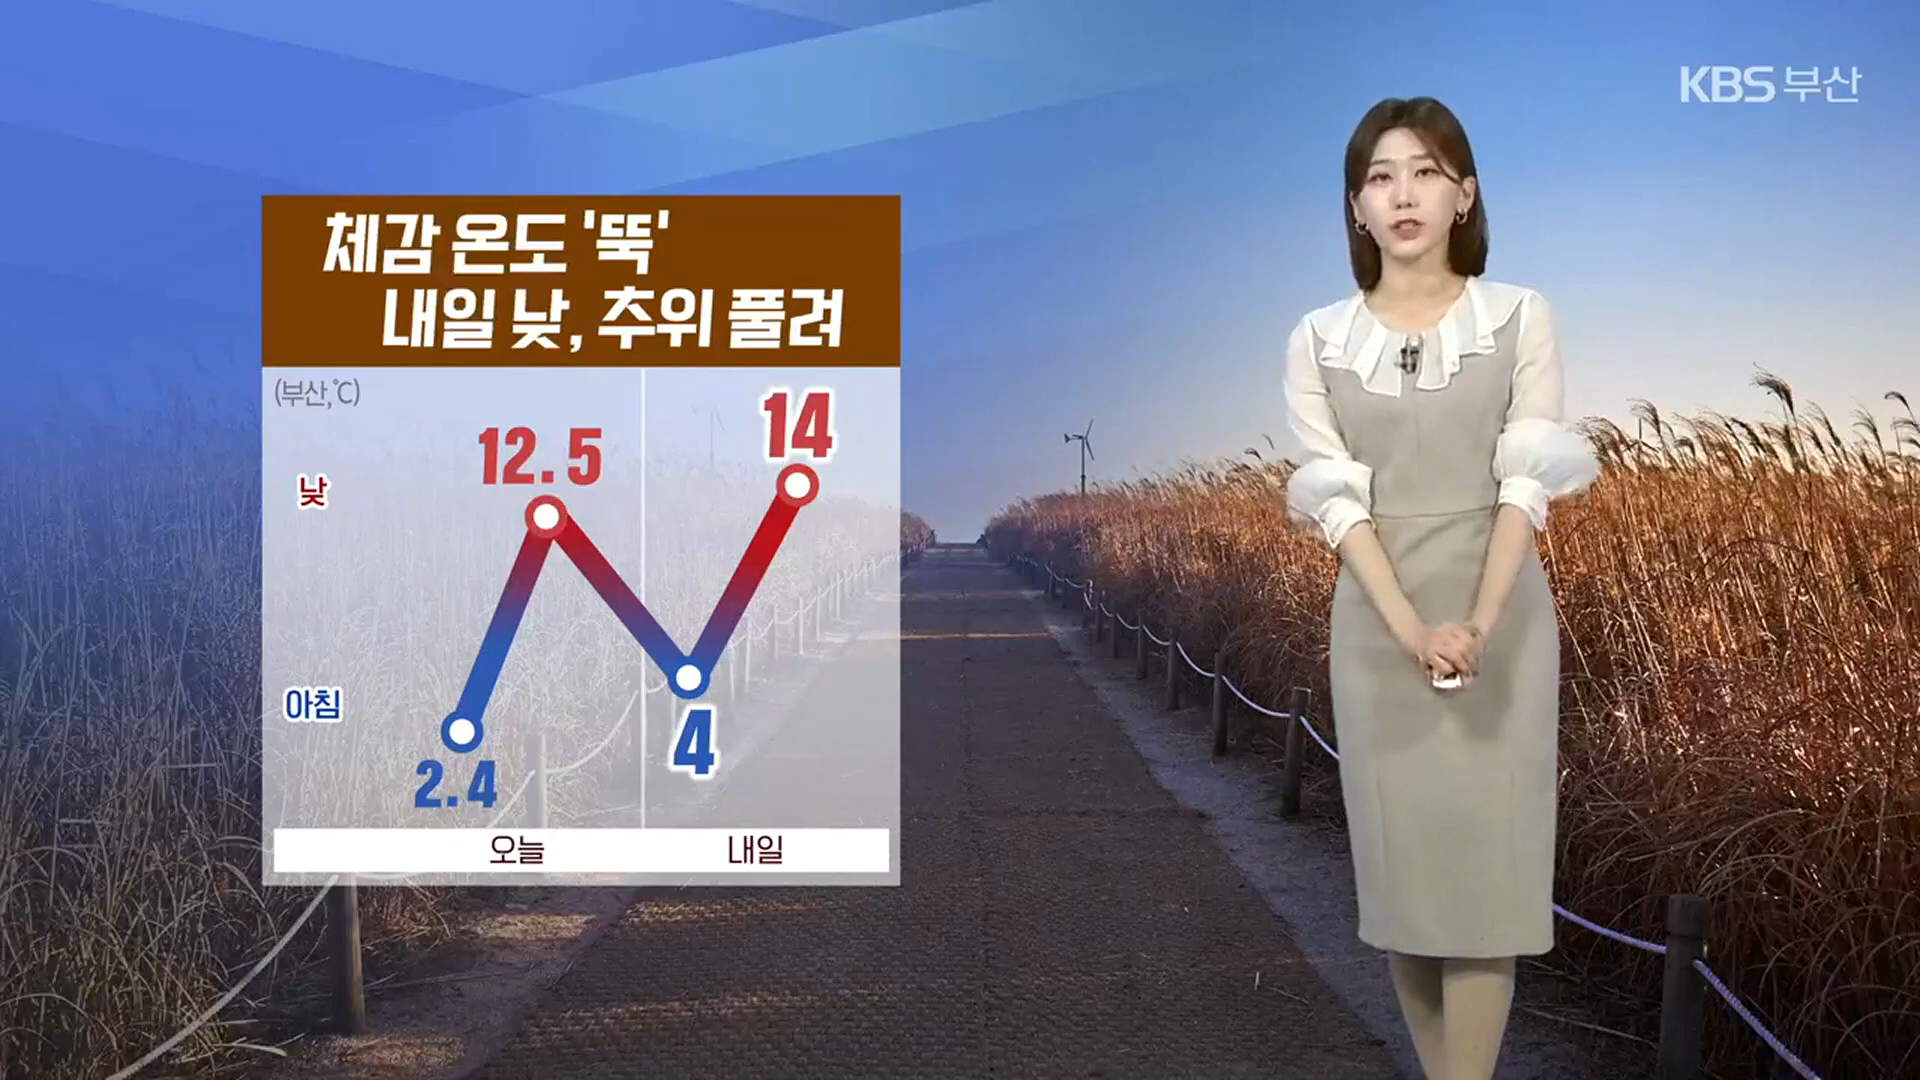 KBS 부산
체감 온도 '뚝'
내일 낮, 추위 풀려
(부산,℃)
낮
12.5
14
아침
2.4
4
오늘
내일